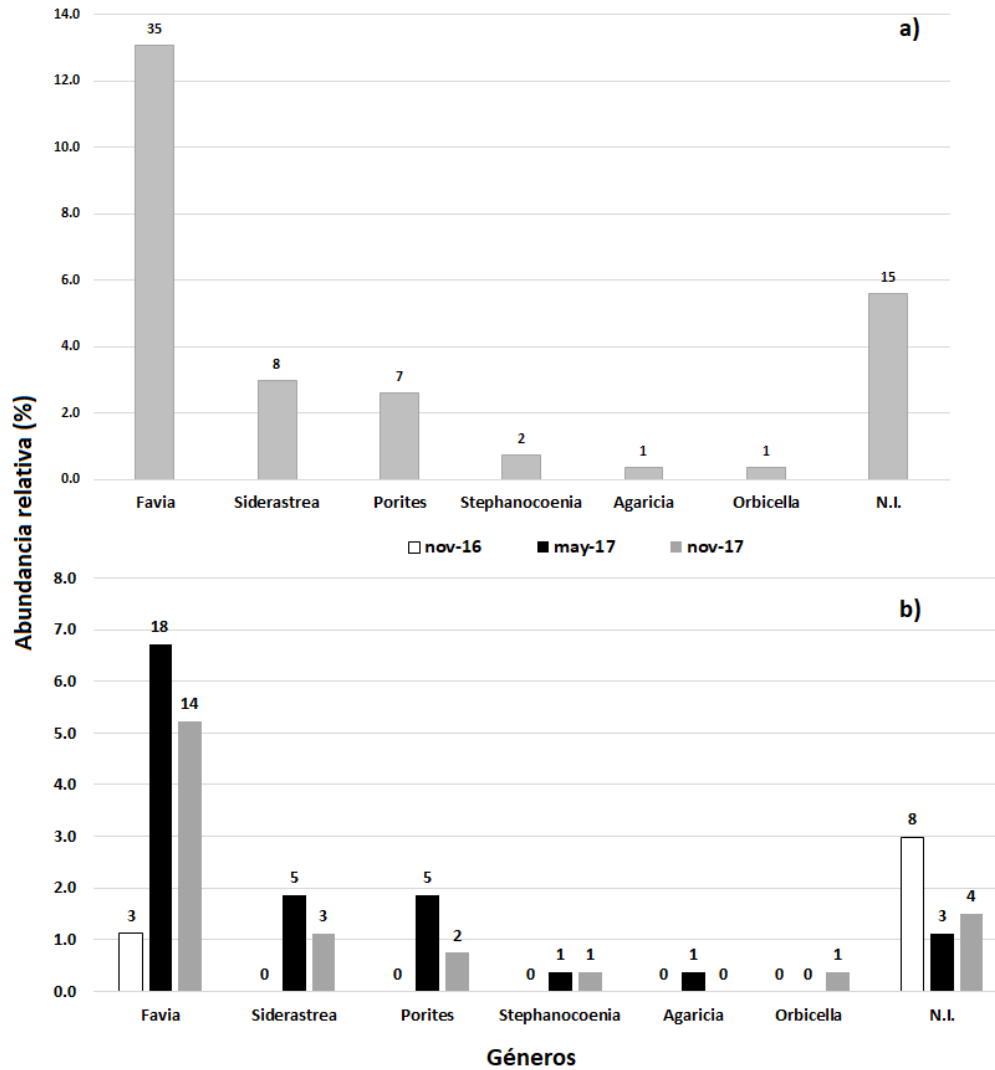 a)
14.0
12.0
10.0
8.0
6.0
4.0
2.0
0.0
35
8
7
2
1
1
15
Favia Siderastrea Porites Stephanocoenia Agaricia Orbicella N.I.
Abundancia relativa (%)
nov-16 may-17 nov-17
b)
8.0
7.0
6.0
5.0
4.0
3.0
2.0
1.0
0.0
3 18 14
0 5 3
0 5 2
0 1 1
0 1 0
0 0 1
8 3 4
Favia Siderastrea Porites Stephanocoenia Agaricia Orbicella N.I.
Géneros